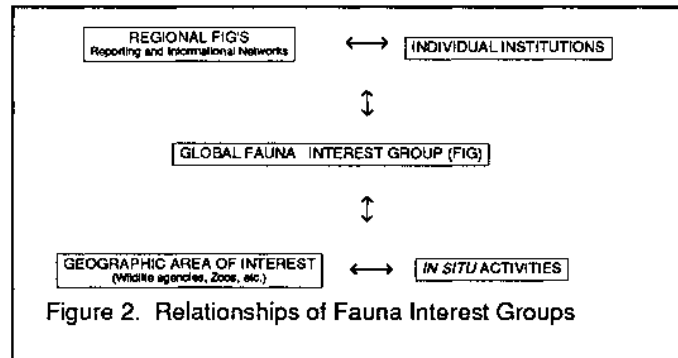 REGIONAL FIG'S
Reporting and Informational Networks
INDIVIDUAL INSTITUTIONS
GLOBAL FAUNA INTEREST GROUP (FIG)
GEOGRAPHIC AREA OF INTEREST
(Wildlife agencies, Zoos, etc.)
IN SITU ACTIVITIES
Figure 2. Relationships of Fauna Interest Groups